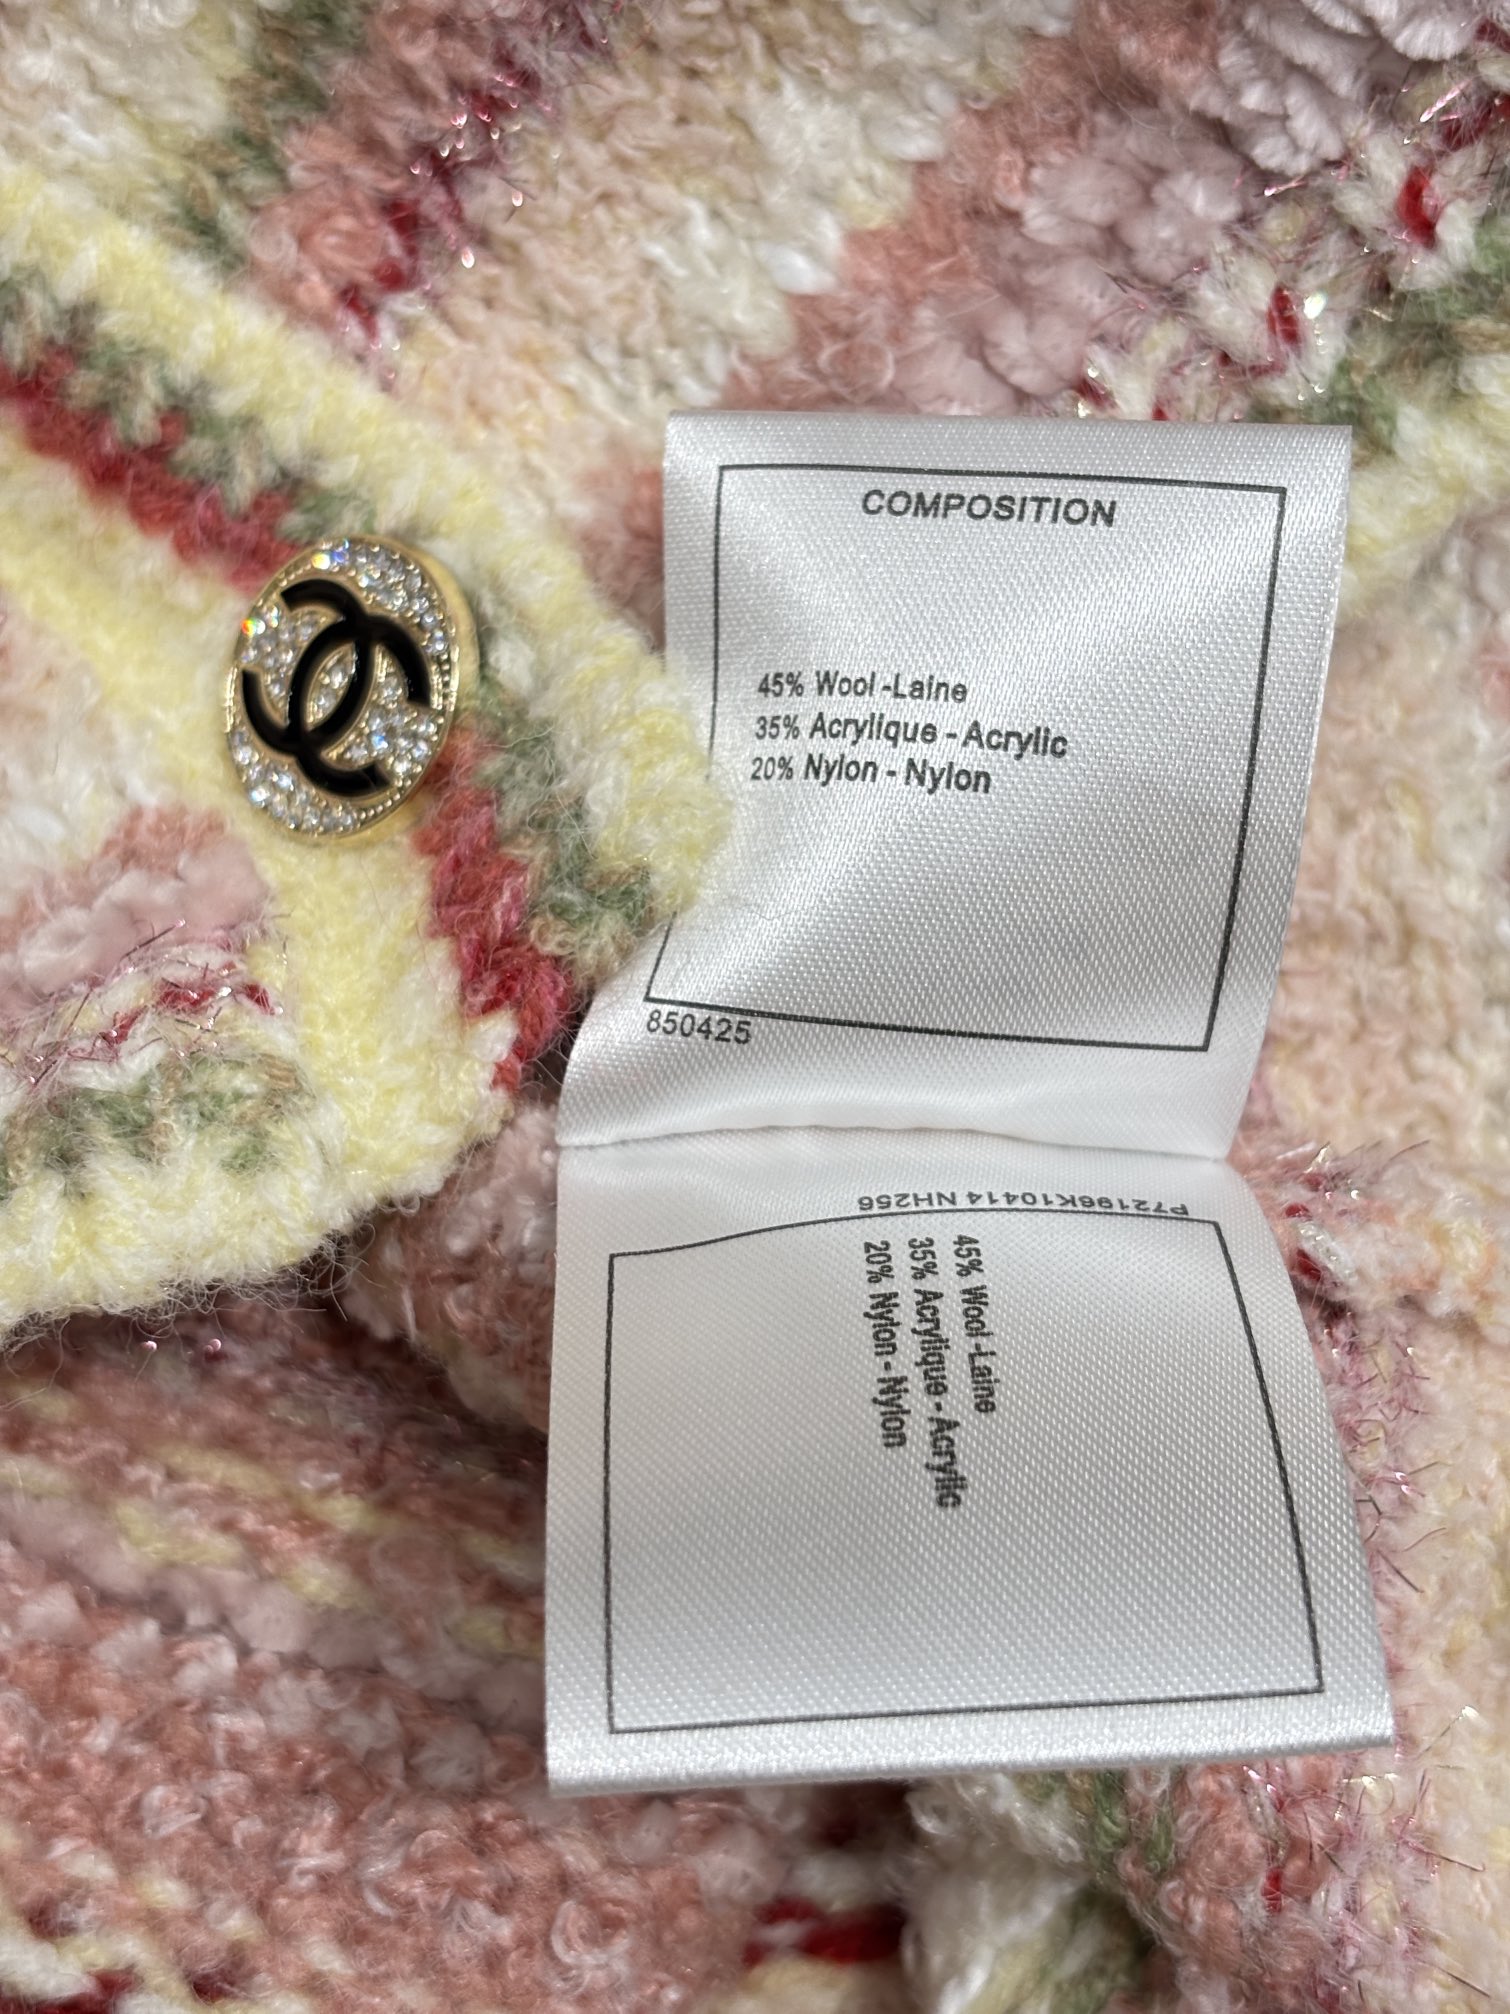 COMPOSITION
45% Wool -Laine
35% Acrylique - Acrylic
20% Nylon - Nylon
850425
P72196K10414 NH256
45% Wool -Laine
35% Acrylique - Acrylic
20% Nylon - Nylon